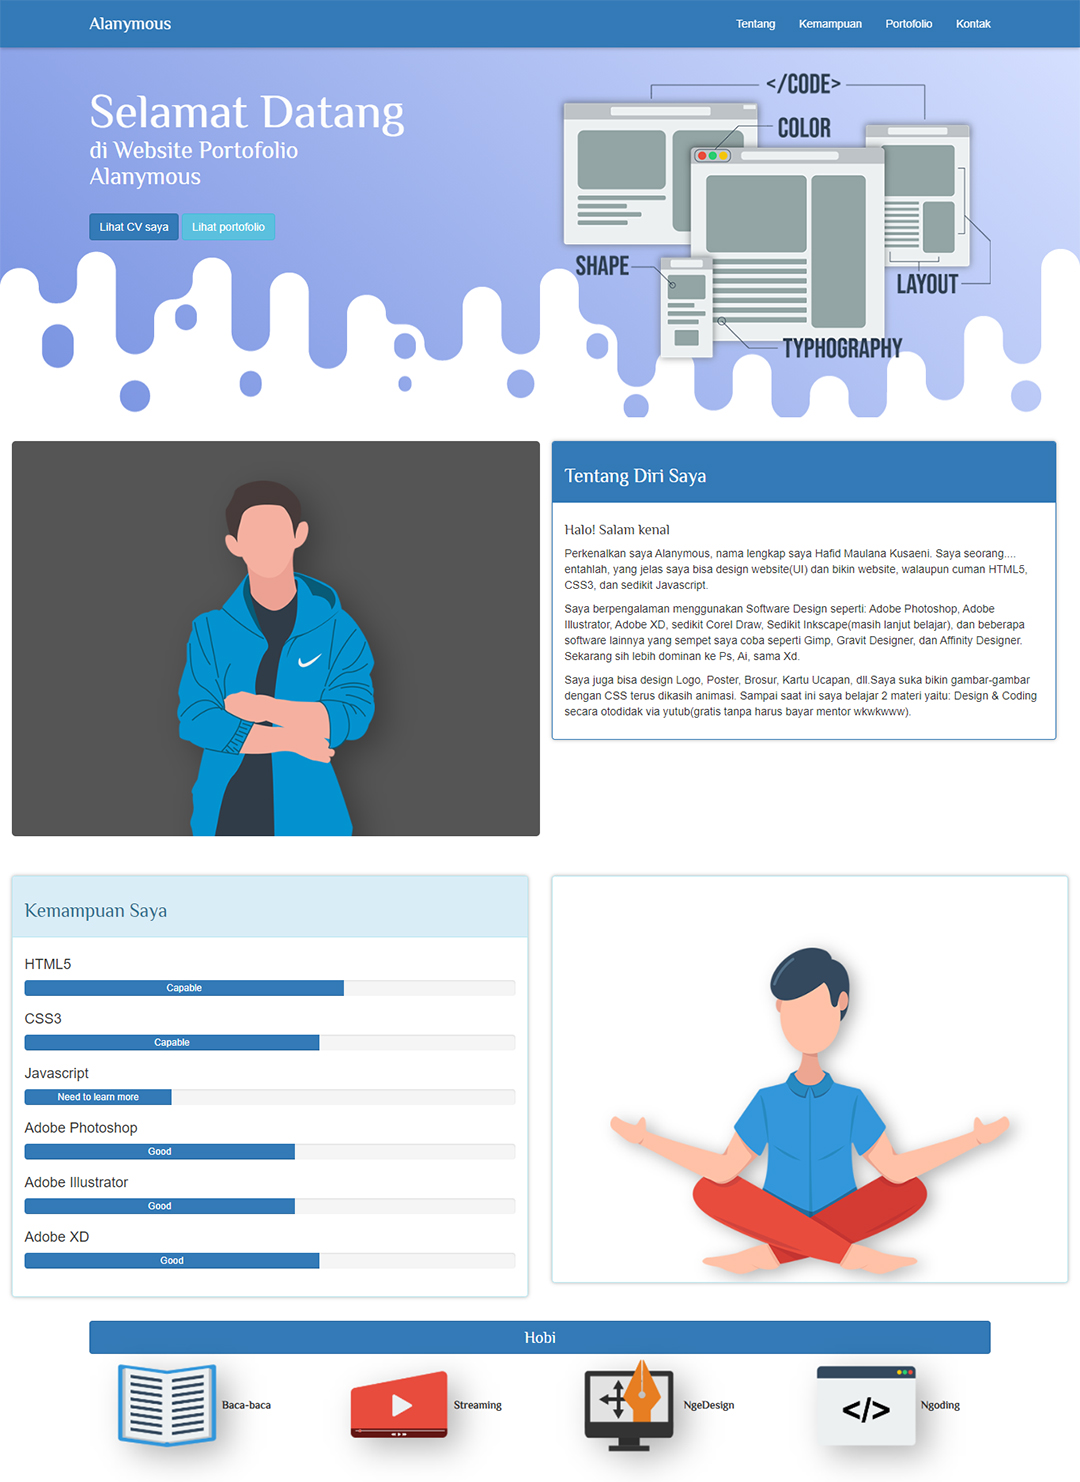 Alanymous
Tentang Kemampuan Portofolio Kontak
Selamat Datang
di Website Portofolio
Alanymous
Lihat CV saya Lihat portofolio
</CODE>
COLOR
SHAPE
LAYOUT
TYPHOGRAPHY
Tentang Diri Saya
Halo! Salam kenal
Perkenalkan saya Alanymous, nama lengkap saya Hafid Maulana Kusaeni. Saya seorang....
entahlah, yang jelas saya bisa design website(UI) dan bikin website, walaupun cuman HTML5,
CSS3, dan sedikit Javascript.
Saya berpengalaman menggunakan Software Design seperti: Adobe Photoshop, Adobe
Illustrator, Adobe XD, sedikit Corel Draw, Sedikit Inkscape(masih lanjut belajar), dan beberapa
software lainnya yang sempet saya coba seperti Gimp, Gravit Designer, dan Affinity Designer.
Sekarang sih lebih dominan ke Ps, Ai, sama Xd.
Saya juga bisa design Logo, Poster, Brosur, Kartu Ucapan, dll.Saya suka bikin gambar-gambar
dengan CSS terus dikasih animasi. Sampai saat ini saya belajar 2 materi yaitu: Design & Coding
secara otodidak via yutub(gratis tanpa harus bayar mentor wkwkwww).
Kemampuan Saya
HTML5
Capable
CSS3
Capable
Javascript
Need to learn more
Adobe Photoshop
Good
Adobe Illustrator
Good
Adobe XD
Good
Hobi
Baca-baca
Streaming
NgeDesign
</>
Ngoding